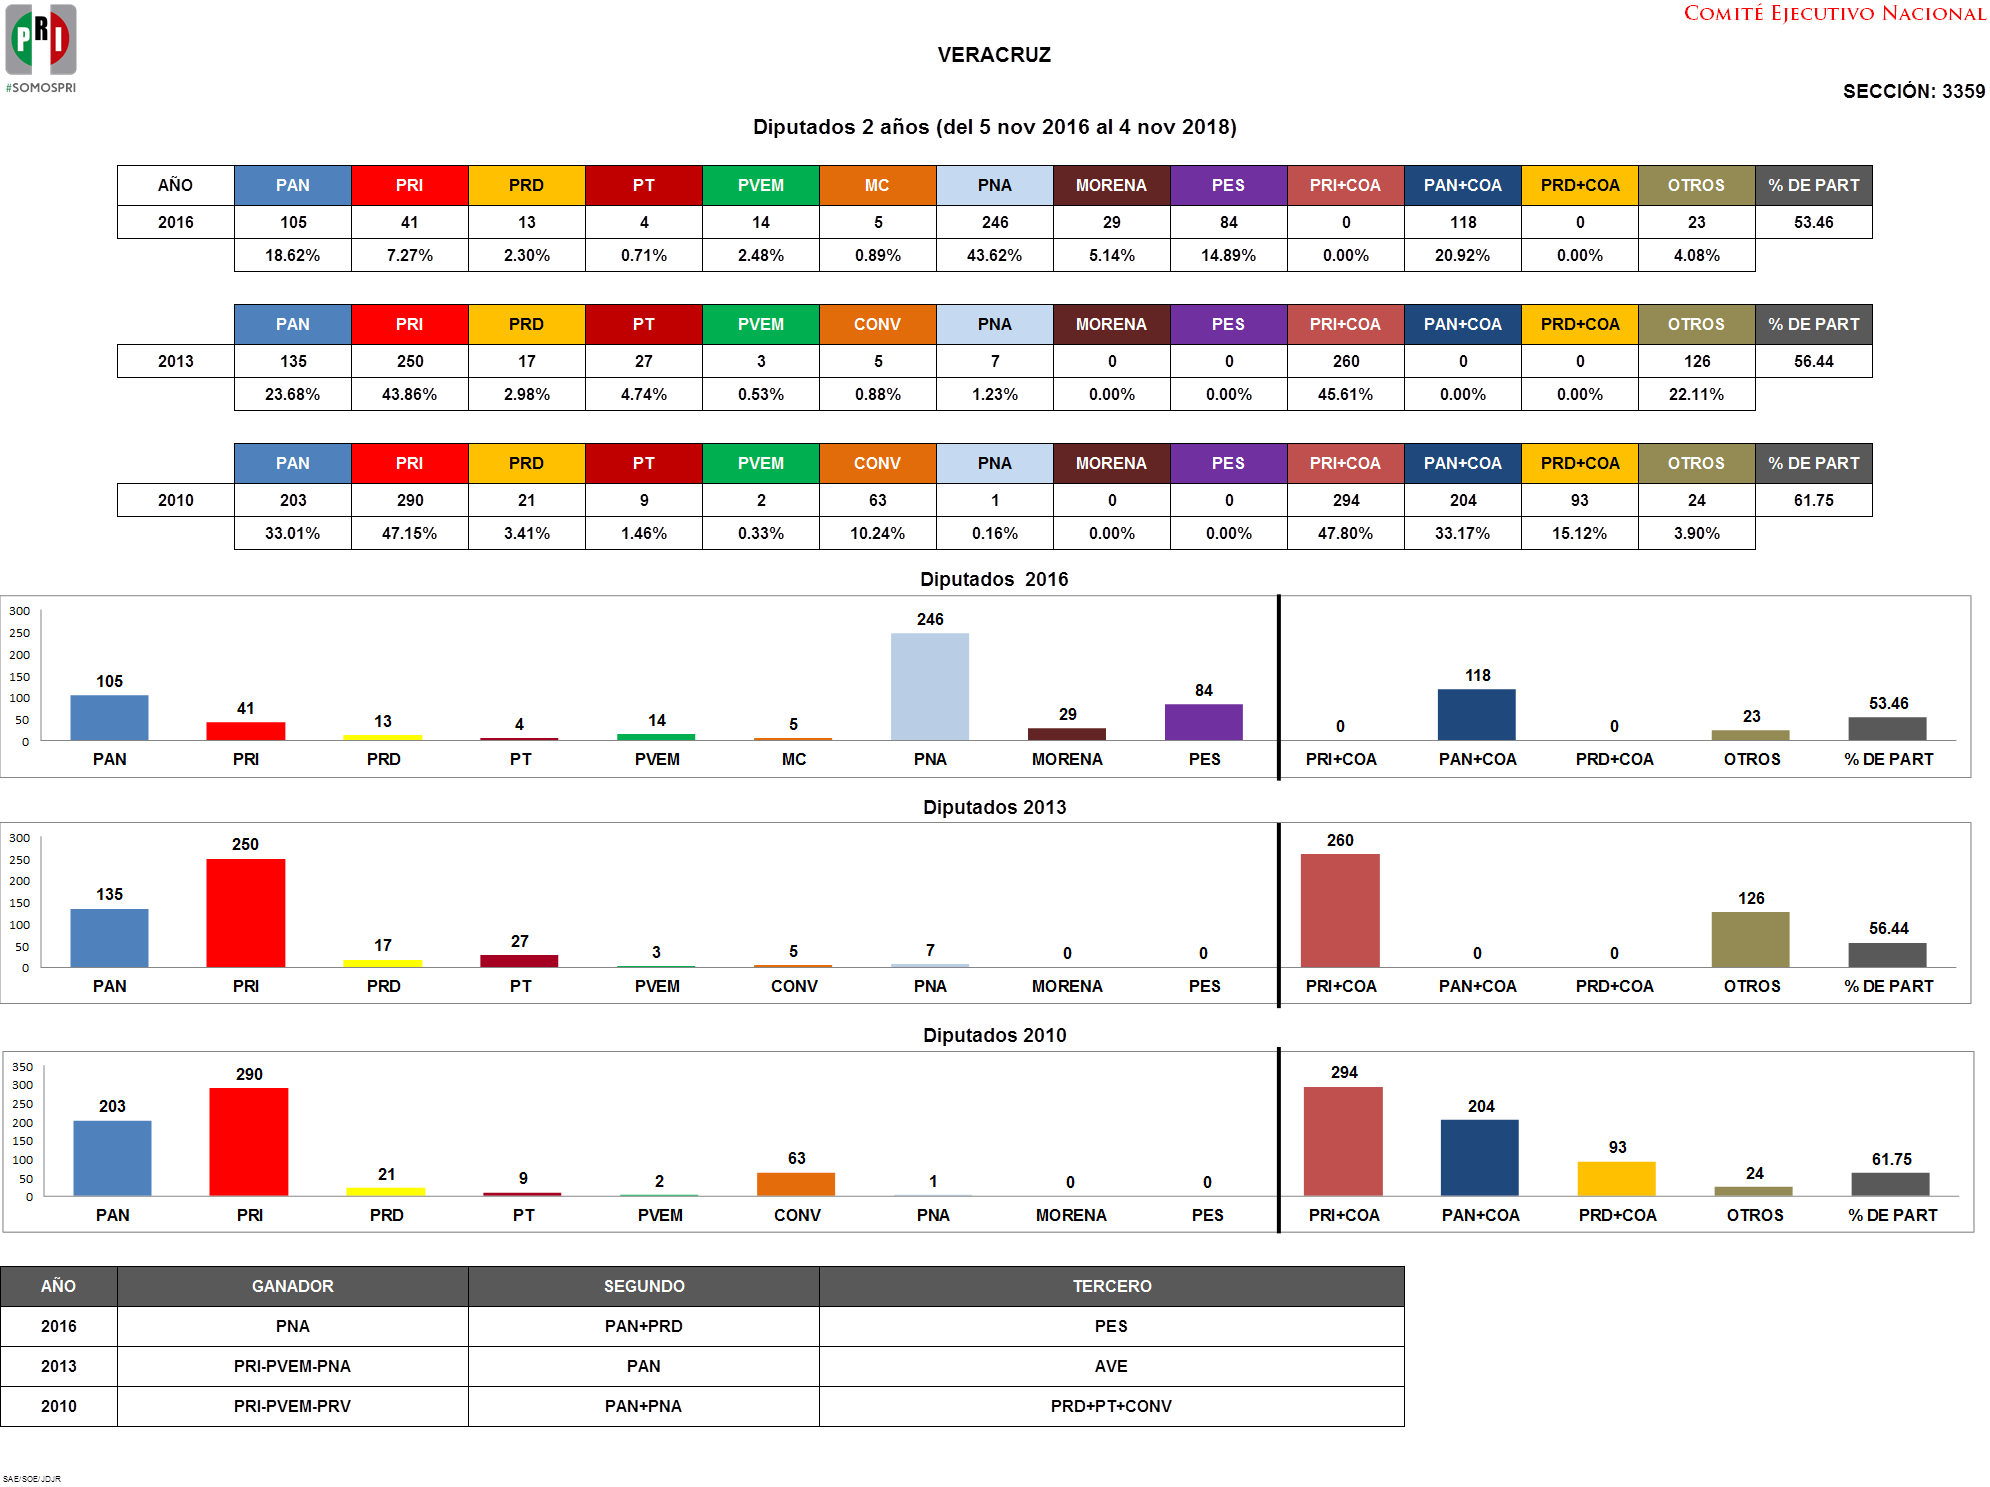 PRI
#SOMOSPRI
COMITÉ EJECUTIVO NACIONAL
VERACRUZ
SECCIÓN: 3359
Diputados 2 años (del 5 nov 2016 al 4 nov 2018)
AÑO PAN PRI PRD PT PVEM MC PNA MORENA PES PRI+COA PAN+COA PRD+COA OTROS % DE PART
2016 105 41 13 4 14 5 246 29 84 0 118 0 23 53.46
18.62% 7.27% 2.30% 0.71% 2.48% 0.89% 43.62% 5.14% 14.89% 0.00% 20.92% 0.00% 4.08%
PAN PRI PRD PT PVEM CONV PNA MORENA PES PRI+COA PAN+COA PRD+COA OTROS % DE PART
2013 135 250 17 27 3 5 7 0 0 260 0 0 126 56.44
23.68% 43.86% 2.98% 4.74% 0.53% 0.88% 1.23% 0.00% 0.00% 45.61% 0.00% 0.00% 22.11%
PAN PRI PRD PT PVEM CONV PNA MORENA PES PRI+COA PAN+COA PRD+COA OTROS % DE PART
2010 203 290 21 9 2 63 1 0 0 294 204 93 24 61.75
33.01% 47.15% 3.41% 1.46% 0.33% 10.24% 0.16% 0.00% 0.00% 47.80% 33.17% 15.12% 3.90%
Diputados 2016
300
250
200
150
100
50
0
105 41 13 4 14 5 246 29 84 0 118 0 23 53.46
PAN PRI PRD PT PVEM MC PNA MORENA PES PRI+COA PAN+COA PRD+COA OTROS % DE PART
Diputados 2013
300
250
200
150
100
50
0
135 250 17 27 3 5 7 0 0 260 0 0 126 56.44
PAN PRI PRD PT PVEM CONV PNA MORENA PES PRI+COA PAN+COA PRD+COA OTROS % DE PART
Diputados 2010
350
300
250
200
150
100
50
0
203 290 21 9 2 63 1 0 0 294 204 93 24 61.75
PAN PRI PRD PT PVEM CONV PNA MORENA PES PRI+COA PAN+COA PRD+COA OTROS % DE PART
AÑO GANADOR SEGUNDO TERCERO
2016 PNA PAN+PRD PES
2013 PRI-PVEM-PNA PAN AVE
2010 PRI-PVEM-PRV PAN+PNA PRD+PT+CONV
SAE/SOE/JDJR